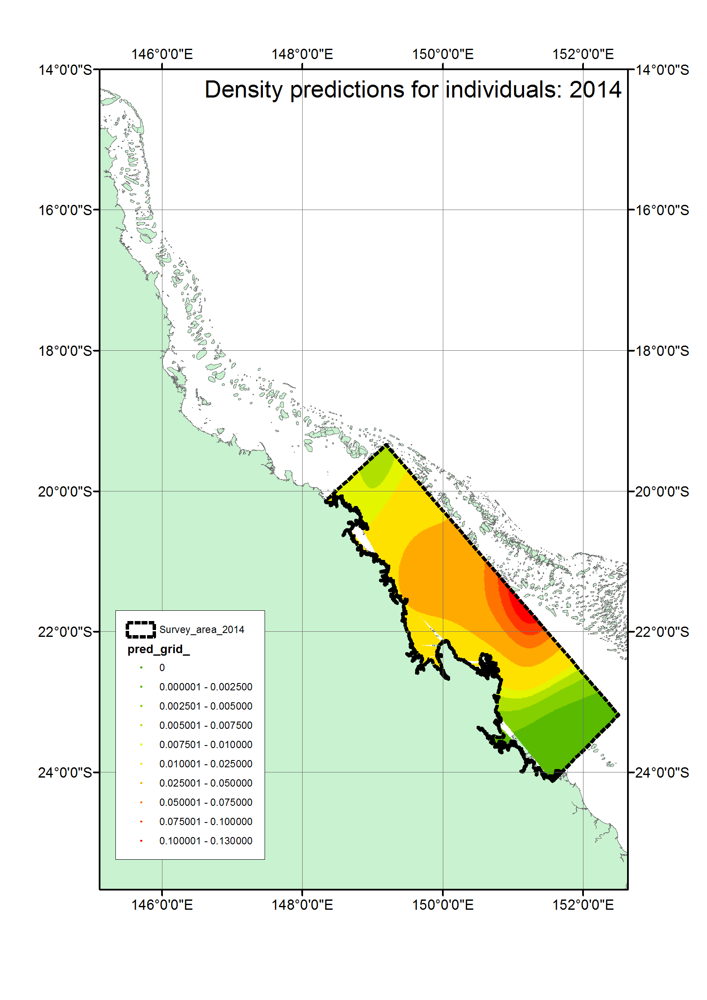 146°0'0"E 148°0'0"E 150°0'0"E 152°0'0"E
14°0'0"S 14°0'0"S
Density predictions for individuals: 2014
16°0'0"S 16°0'0"S
18°0'0"S 18°0'0"S
20°0'0"S 20°0'0"S
22°0'0"S 22°0'0"S
Survey_area_2014
pred_grid_
0
0.000001 - 0.002500
0.002501 - 0.005000
0.005001 - 0.007500
0.007501 - 0.010000
0.010001 - 0.025000
0.025001 - 0.050000
0.050001 - 0.075000
0.075001 - 0.100000
0.100001 - 0.130000
24°0'0"S 24°0'0"S
146°0'0"E 148°0'0"E 150°0'0"E 152°0'0"E